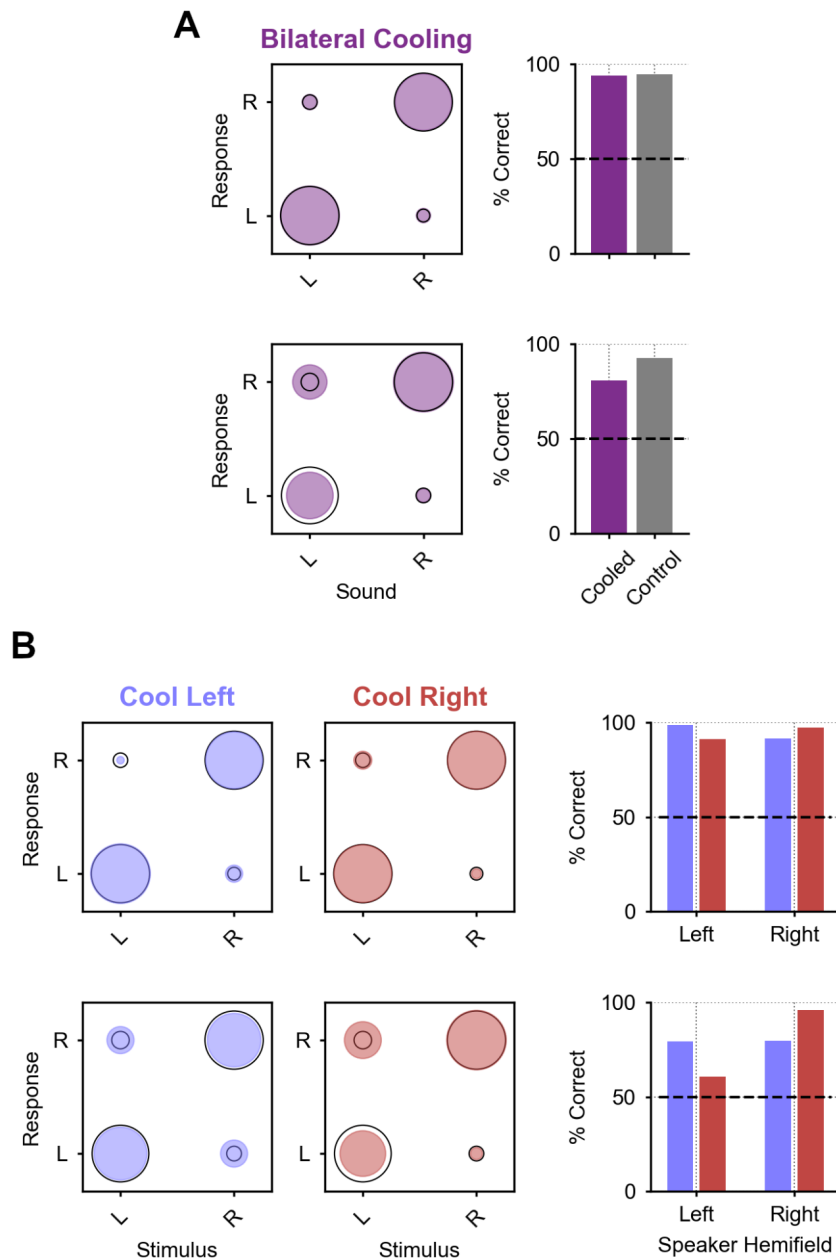 A
Bilateral Cooling
Response
R
L
L
R
% Correct
100
50
0
Response
R
L
L
R
Sound
% Correct
100
50
0
Cooled
Control
B
Cool Left
Cool Right
Response
R
L
L
R
R
L
L
R
% Correct
100
50
0
Left
Right
Response
R
L
L
R
Stimulus
R
L
L
R
Stimulus
% Correct
100
50
0
Left
Right
Speaker Hemifield